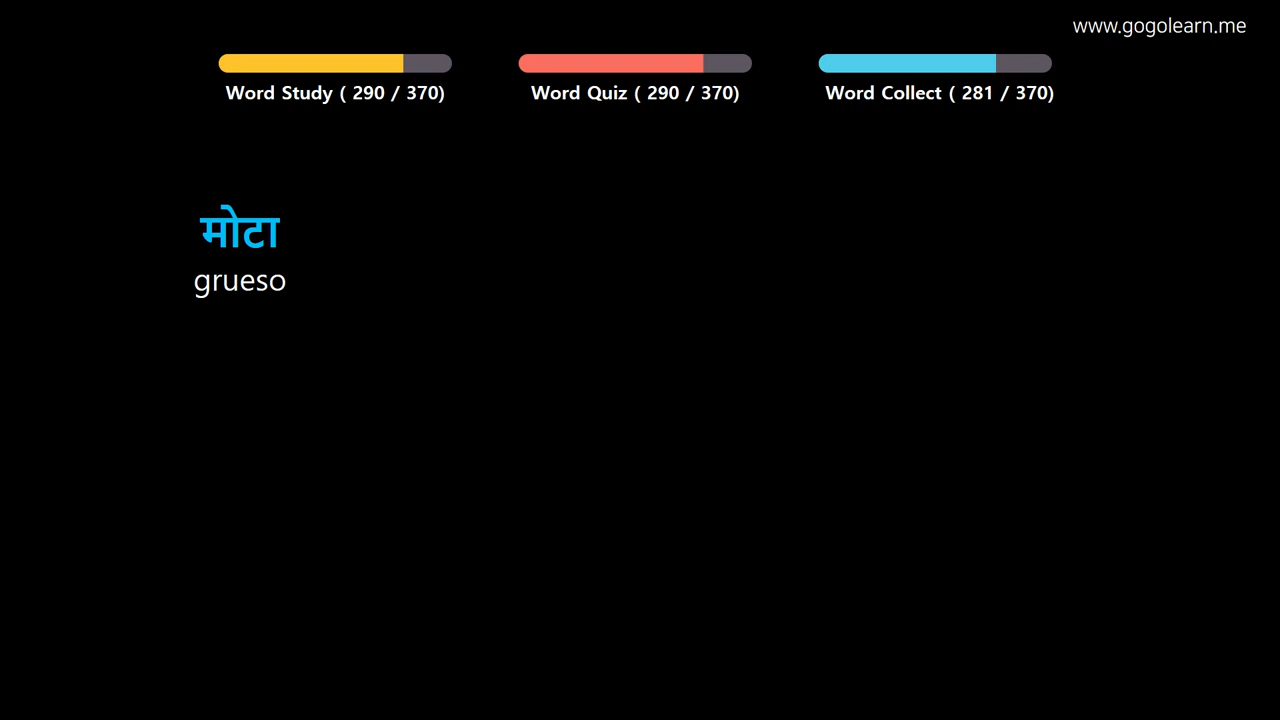 www.gogolearn.me
Word Study ( 290 / 370)
Word Quiz ( 290 / 370)
Word Collect ( 281 / 370)
मोटा
grueso